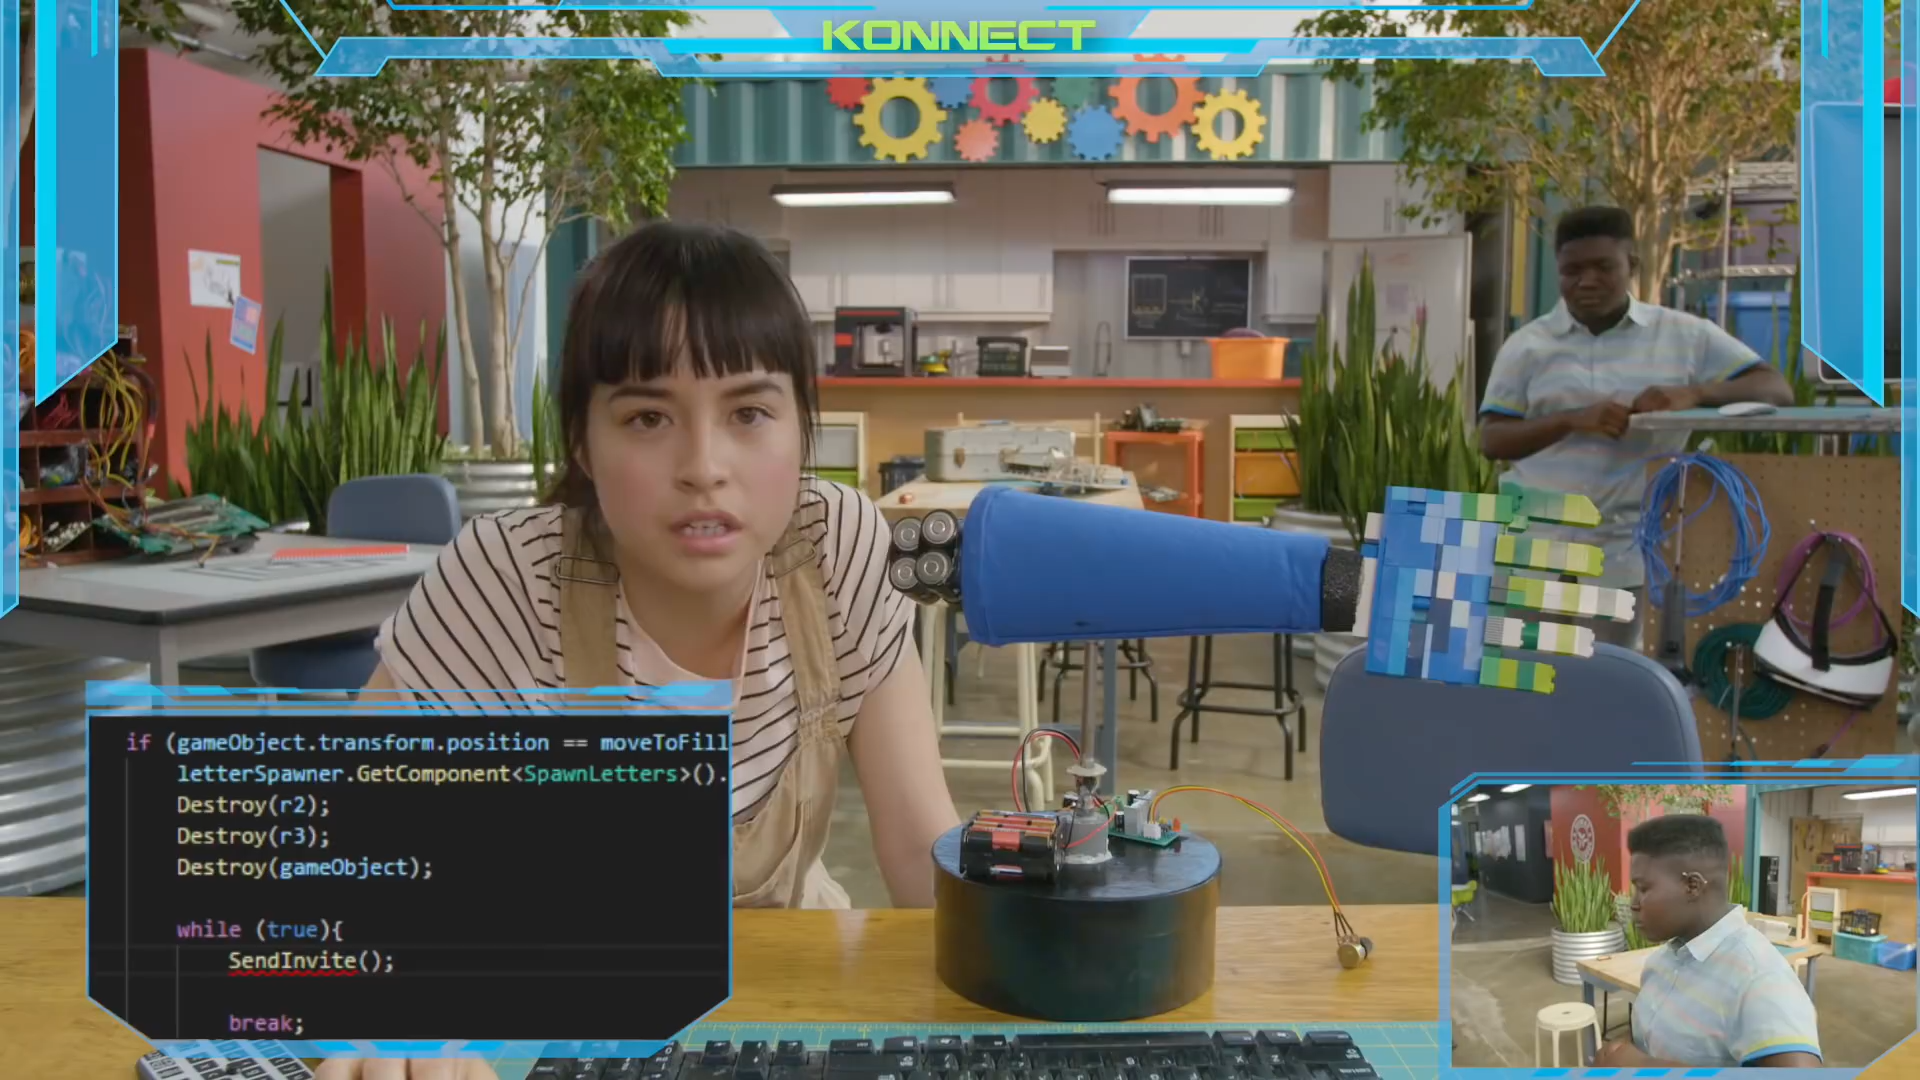 KONNECT
if (gameObject.transform.position == moveToFill
letterSpawner.GetComponent<SpawnLetters>().
Destroy(r2);
Destroy(r3);
Destroy(gameObject);
while (true){
SendInvite();
break;